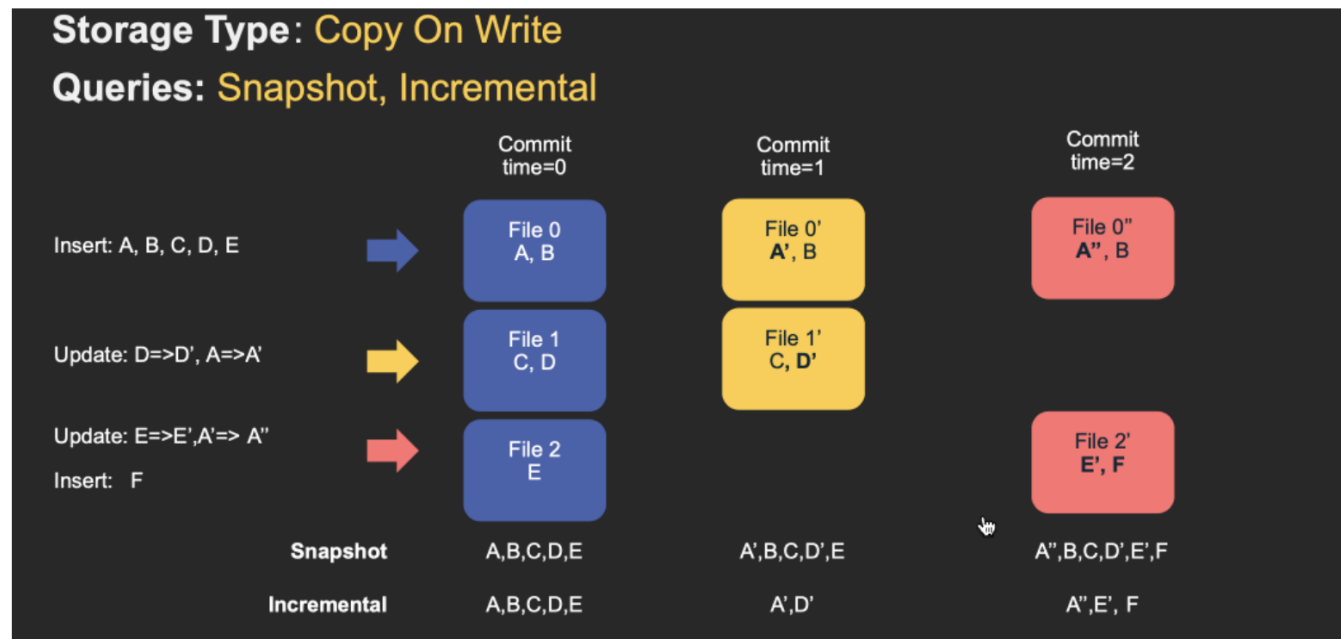 Storage Type: Copy On Write
Queries: Snapshot, Incremental
Commit
time=0
Commit
time=1
Commit
time=2
Insert: A, B, C, D, E
File 0
A, B
File 0’
A’, B
File 0”
A”, B
Update: D=>D’, A=>A’
File 1
C, D
File 1’
C, D’
Update: E=>E’,A’=> A”
Insert: F
File 2
E
File 2’
E’, F
Snapshot A,B,C,D,E A’,B,C,D’,E A”,B,C,D’,E’,F
Incremental A,B,C,D,E A’,D’ A”,E’, F